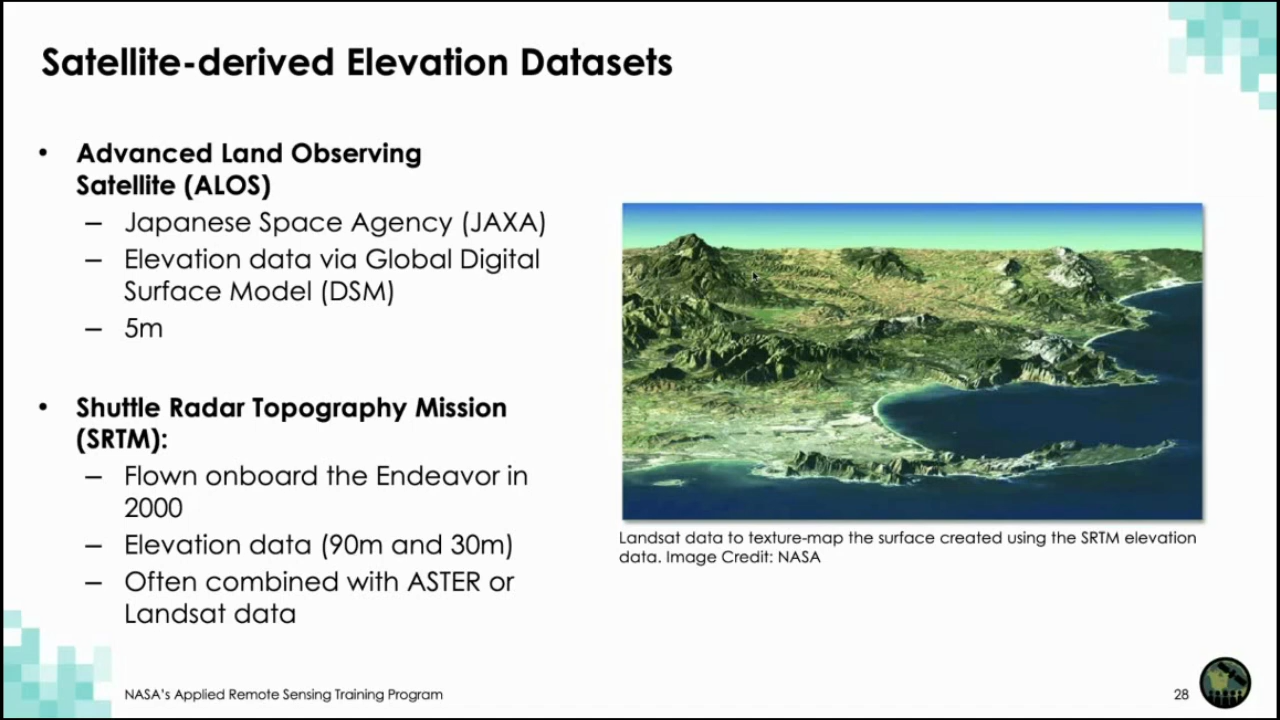 Satellite-derived Elevation Datasets
• Advanced Land Observing
Satellite (ALOS)
– Japanese Space Agency (JAXA)
– Elevation data via Global Digital
Surface Model (DSM)
– 5m
• Shuttle Radar Topography Mission
(SRTM):
– Flown onboard the Endeavor in
2000
– Elevation data (90m and 30m)
– Often combined with ASTER or
Landsat data
Landsat data to texture-map the surface created using the SRTM elevation
data. Image Credit: NASA
NASA’s Applied Remote Sensing Training Program
28